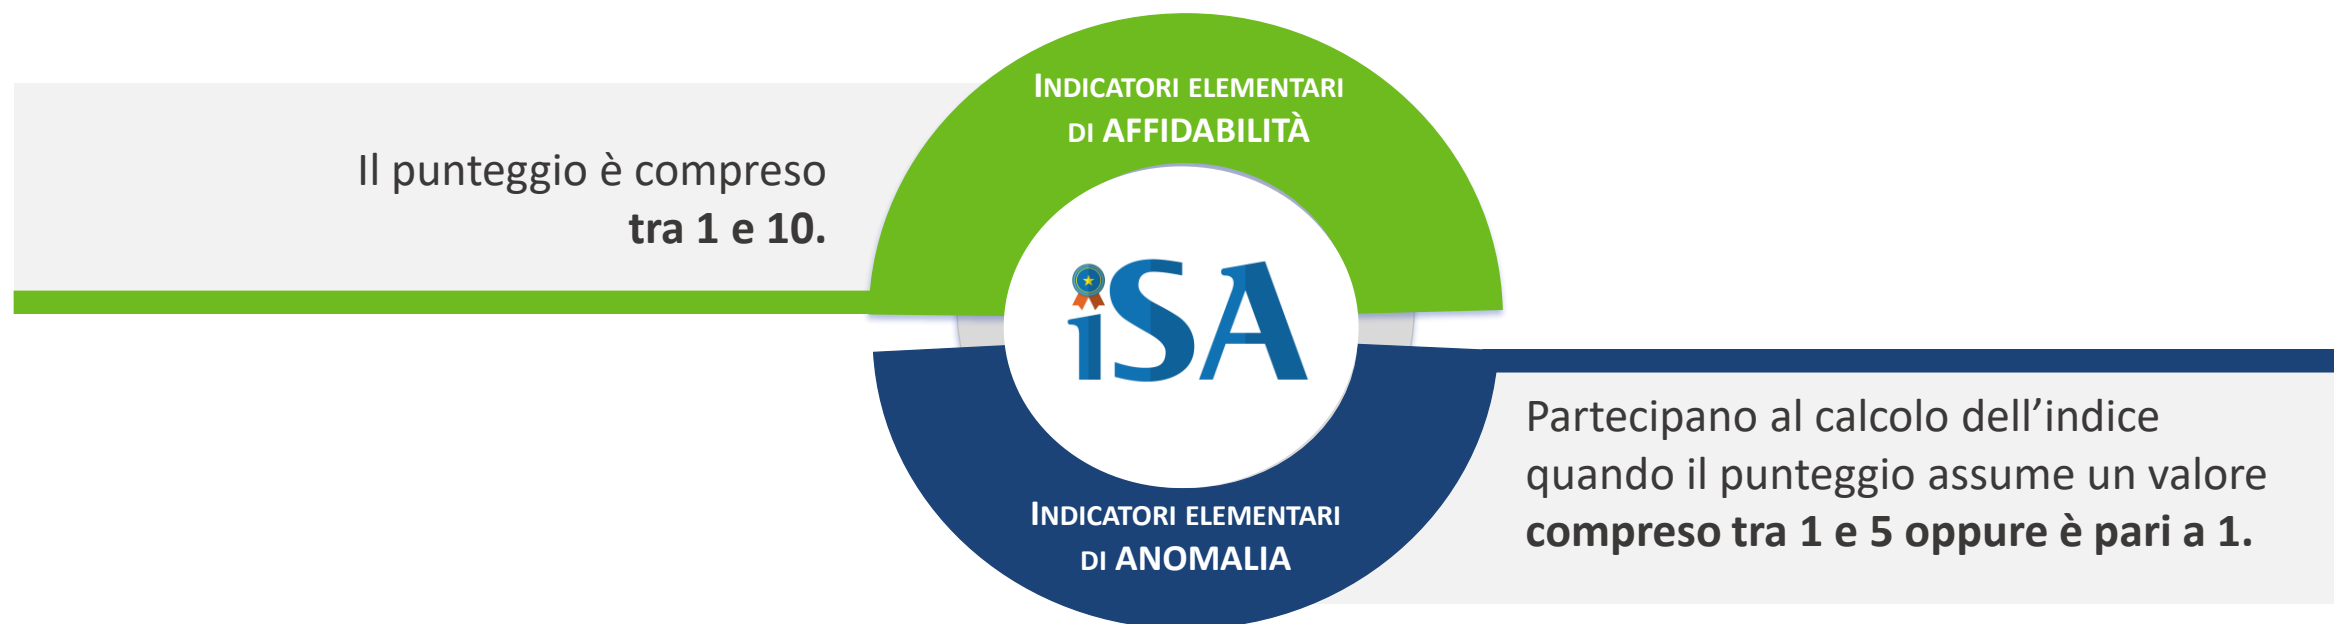 INDICATORI ELEMENTARI
DI AFFIDABILITÀ
Il punteggio è compreso
tra 1 e 10.
iSA
Partecipano al calcolo dell’indice
quando il punteggio assume un valore
compreso tra 1 e 5 oppure è pari a 1.
INDICATORI ELEMENTARI
DI ANOMALIA